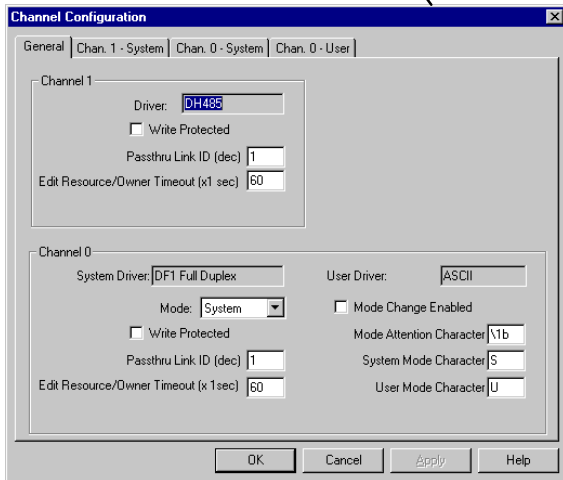 Channel Configuration
General Chan. 1 - System Chan. 0 - System Chan. 0 - User
Channel 1
Driver: DH485
Write Protected
Passthru Link ID (dec) 1
Edit Resource/Owner Timeout (x1 sec) 60
Channel 0
System Driver: DF1 Full Duplex User Driver: ASCII
Mode: System Mode Change Enabled
Write Protected Mode Attention Character \1b
Passthru Link ID (dec) 1 System Mode Character S
Edit Resource/Owner Timeout (x 1sec) 60 User Mode Character U
OK Cancel Apply Help